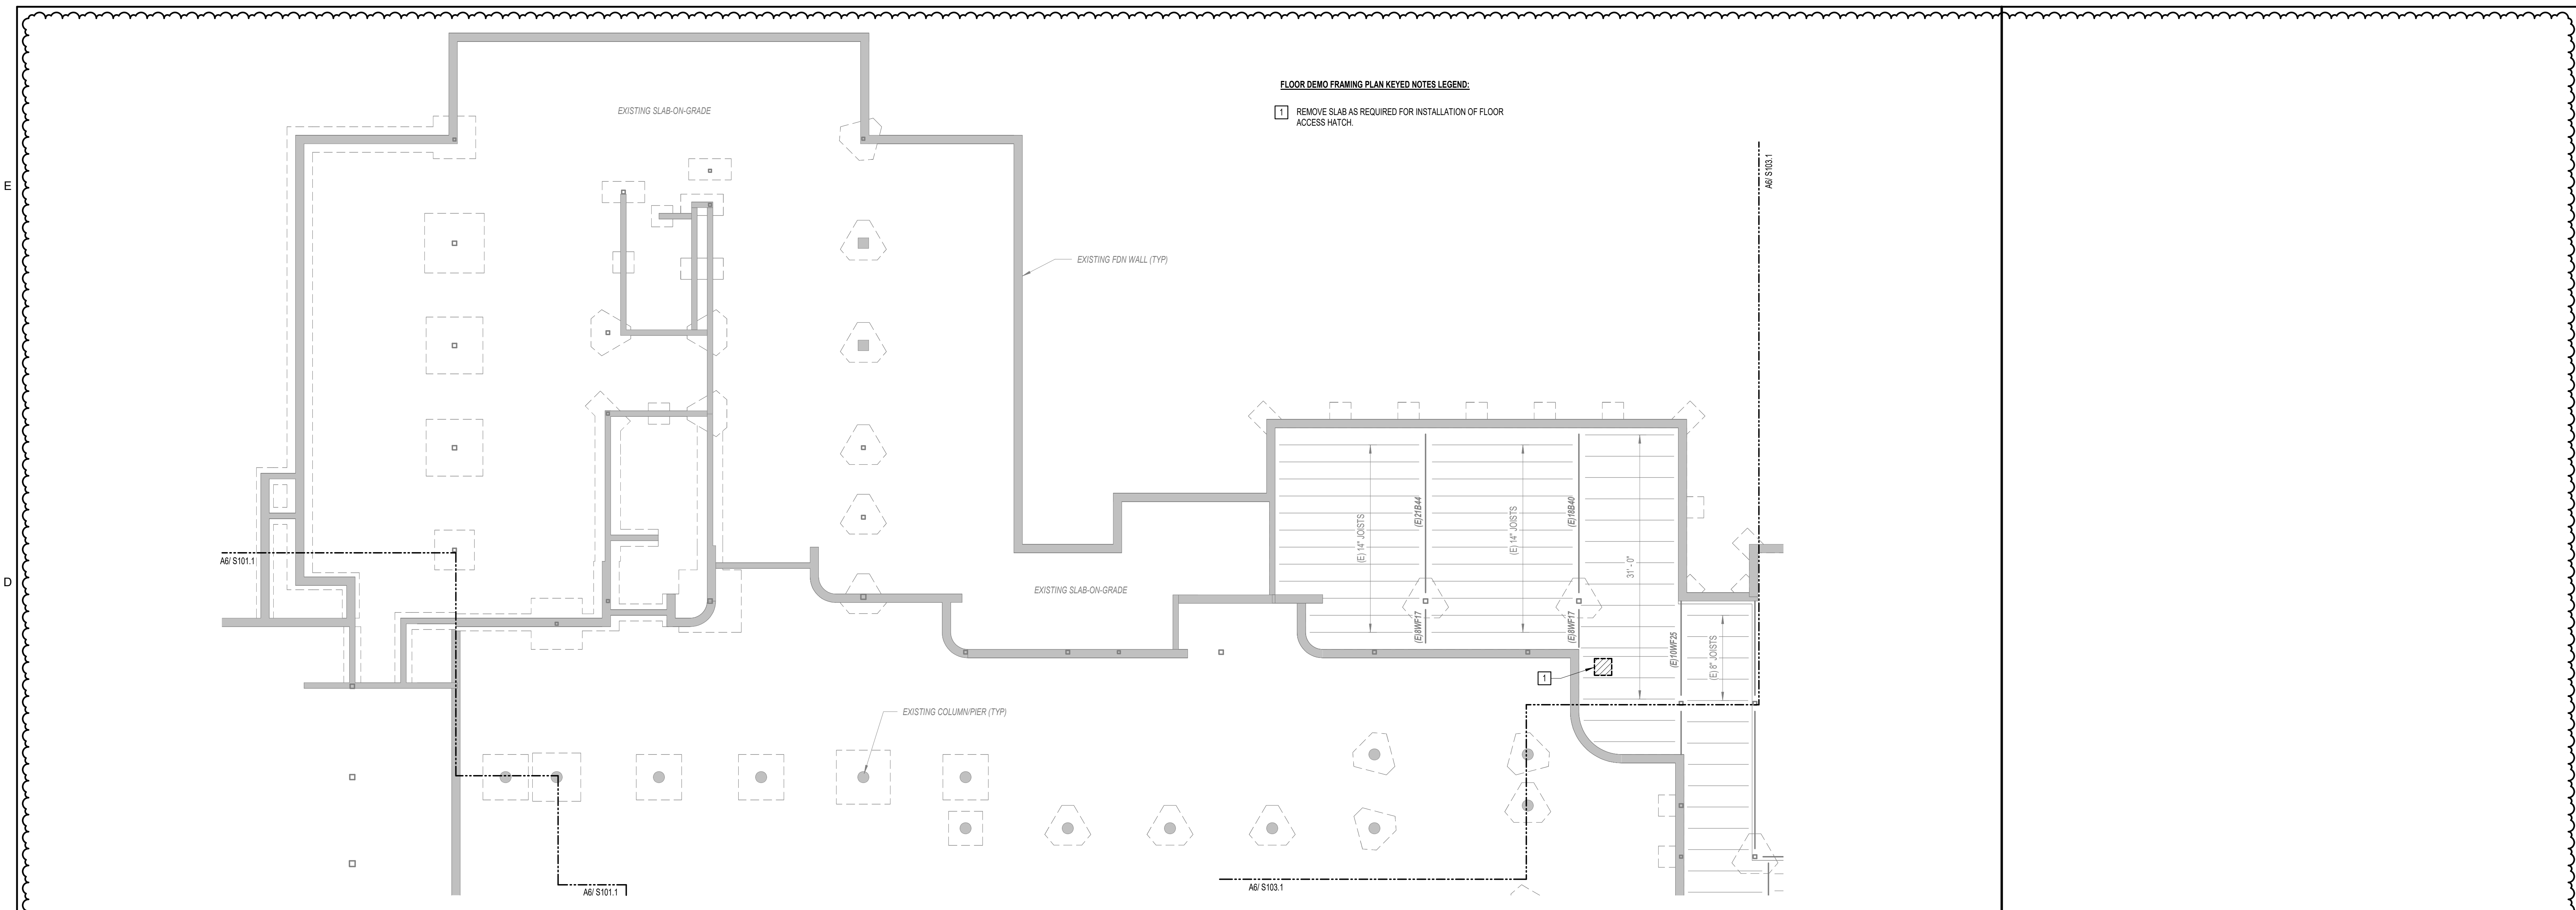 FLOOR DEMO FRAMING PLAN KEYED NOTES LEGEND:
1 REMOVE SLAB AS REQUIRED FOR INSTALLATION OF FLOOR
ACCESS HATCH.
EXISTING SLAB-ON-GRADE
A6/ S103.1
E
EXISTING FDN WALL (TYP)
(E)21B44
(E)18B40
(E) 14" JOISTS
(E) 14" JOISTS
31' - 0"
A6/ S101.1
D
EXISTING SLAB-ON-GRADE
(E)8WF17
(E)8WF17
(E)10WF25
(E) 8" JOISTS
1
EXISTING COLUMN/PIER (TYP)
A6/ S101.1
A6/ S103.1